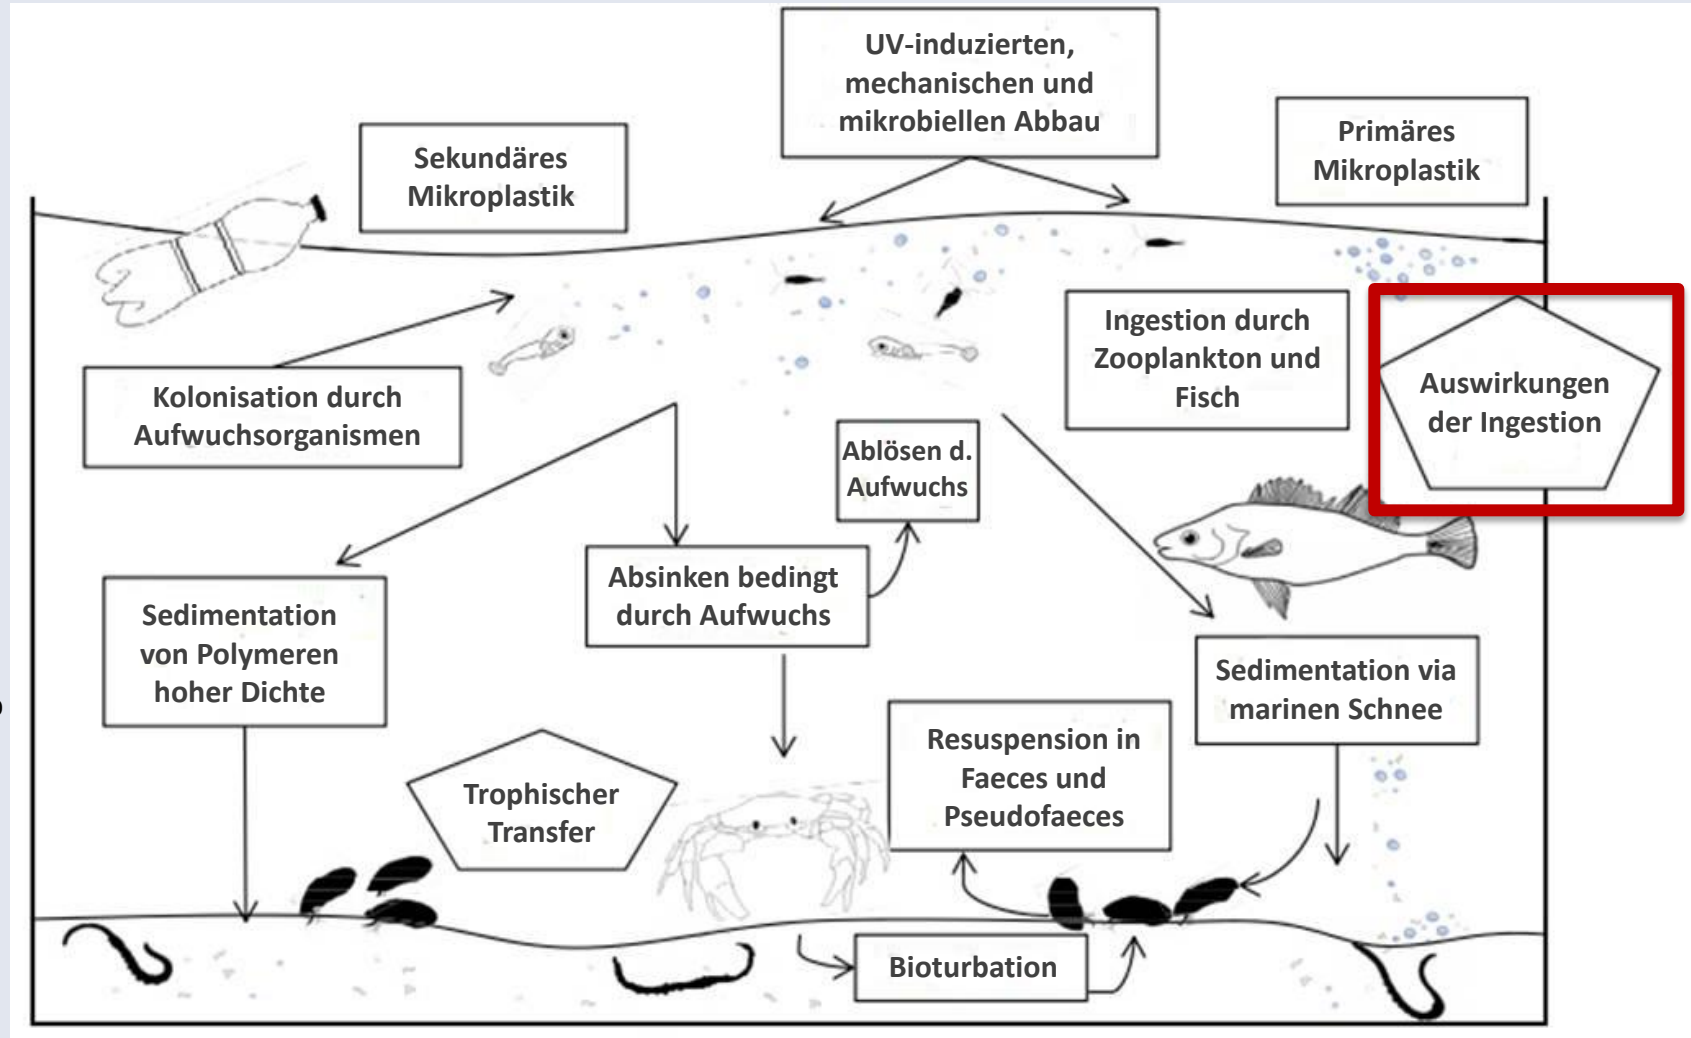 UV-induzierten,
mechanischen und
mikrobiellen Abbau
Primäres
Mikroplastik
Sekundäres
Mikroplastik
Ingestion durch
Zooplankton und
Fisch
Auswirkungen
der Ingestion
Kolonisation durch
Aufwuchsorganismen
Ablösen d.
Aufwuchs
Absinken bedingt
durch Aufwuchs
Sedimentation
von Polymeren
hoher Dichte
Sedimentation via
marinen Schnee
Resuspension in
Faeces und
Pseudofaeces
Trophischer
Transfer
Bioturbation